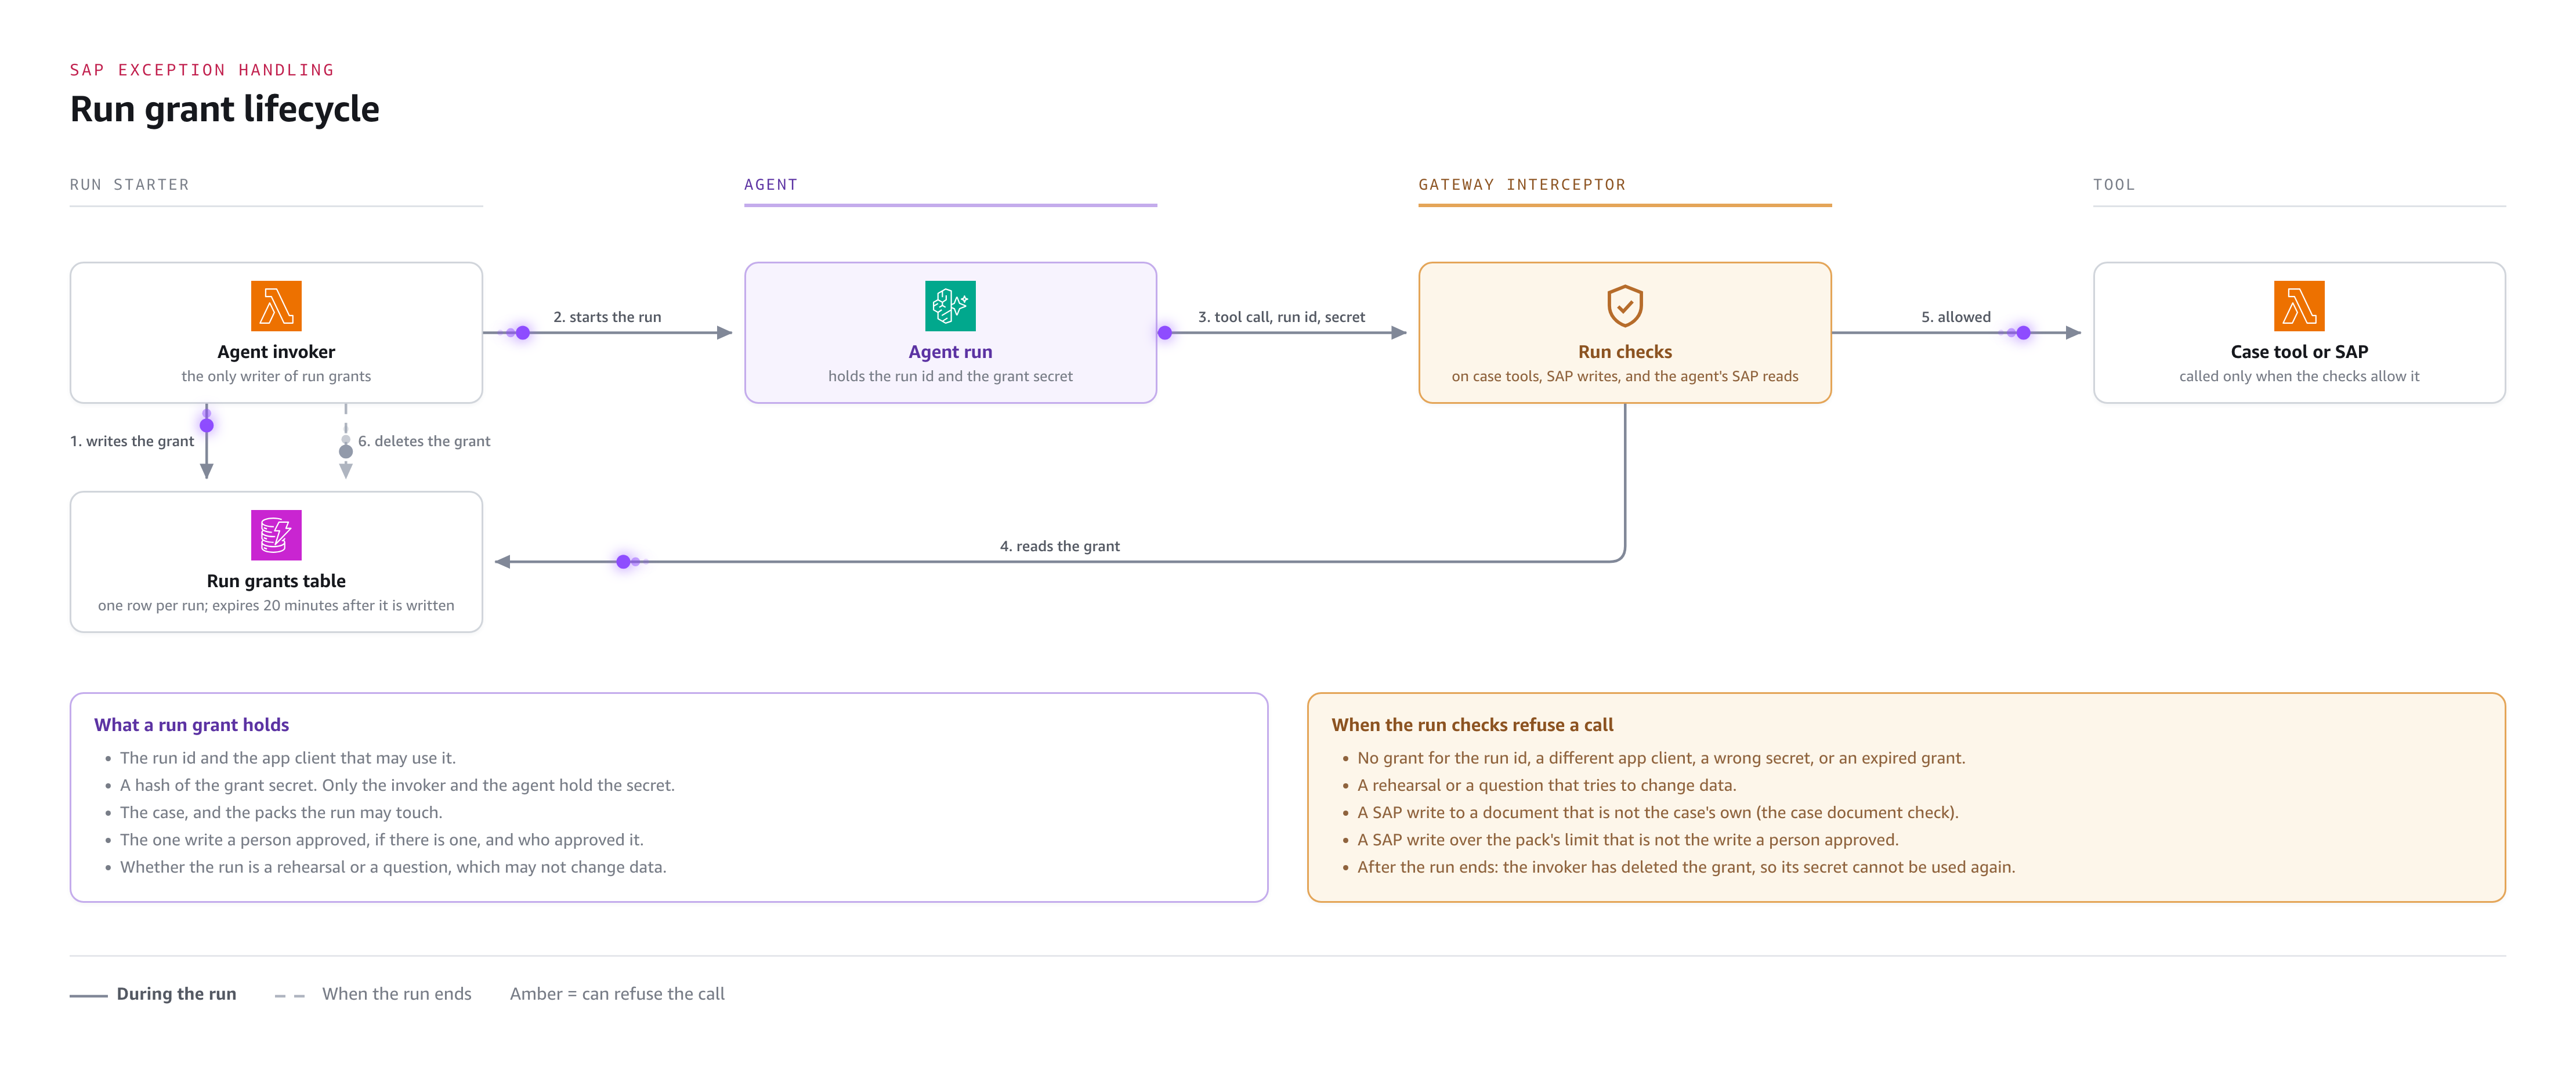 SAP EXCEPTION HANDLING
Run grant lifecycle
RUN STARTER
AGENT
GATEWAY INTERCEPTOR
TOOL
Agent invoker
the only writer of run grants
2. starts the run
Agent run
holds the run id and the grant secret
3. tool call, run id, secret
Run checks
on case tools, SAP writes, and the agent's SAP reads
5. allowed
Case tool or SAP
called only when the checks allow it
1. writes the grant
6. deletes the grant
4. reads the grant
Run grants table
one row per run; expires 20 minutes after it is written
What a run grant holds
• The run id and the app client that may use it.
• A hash of the grant secret. Only the invoker and the agent hold the secret.
• The case, and the packs the run may touch.
• The one write a person approved, if there is one, and who approved it.
• Whether the run is a rehearsal or a question, which may not change data.
When the run checks refuse a call
• No grant for the run id, a different app client, a wrong secret, or an expired grant.
• A rehearsal or a question that tries to change data.
• A SAP write to a document that is not the case's own (the case document check).
• A SAP write over the pack's limit that is not the write a person approved.
• After the run ends: the invoker has deleted the grant, so its secret cannot be used again.
During the run
When the run ends
Amber = can refuse the call